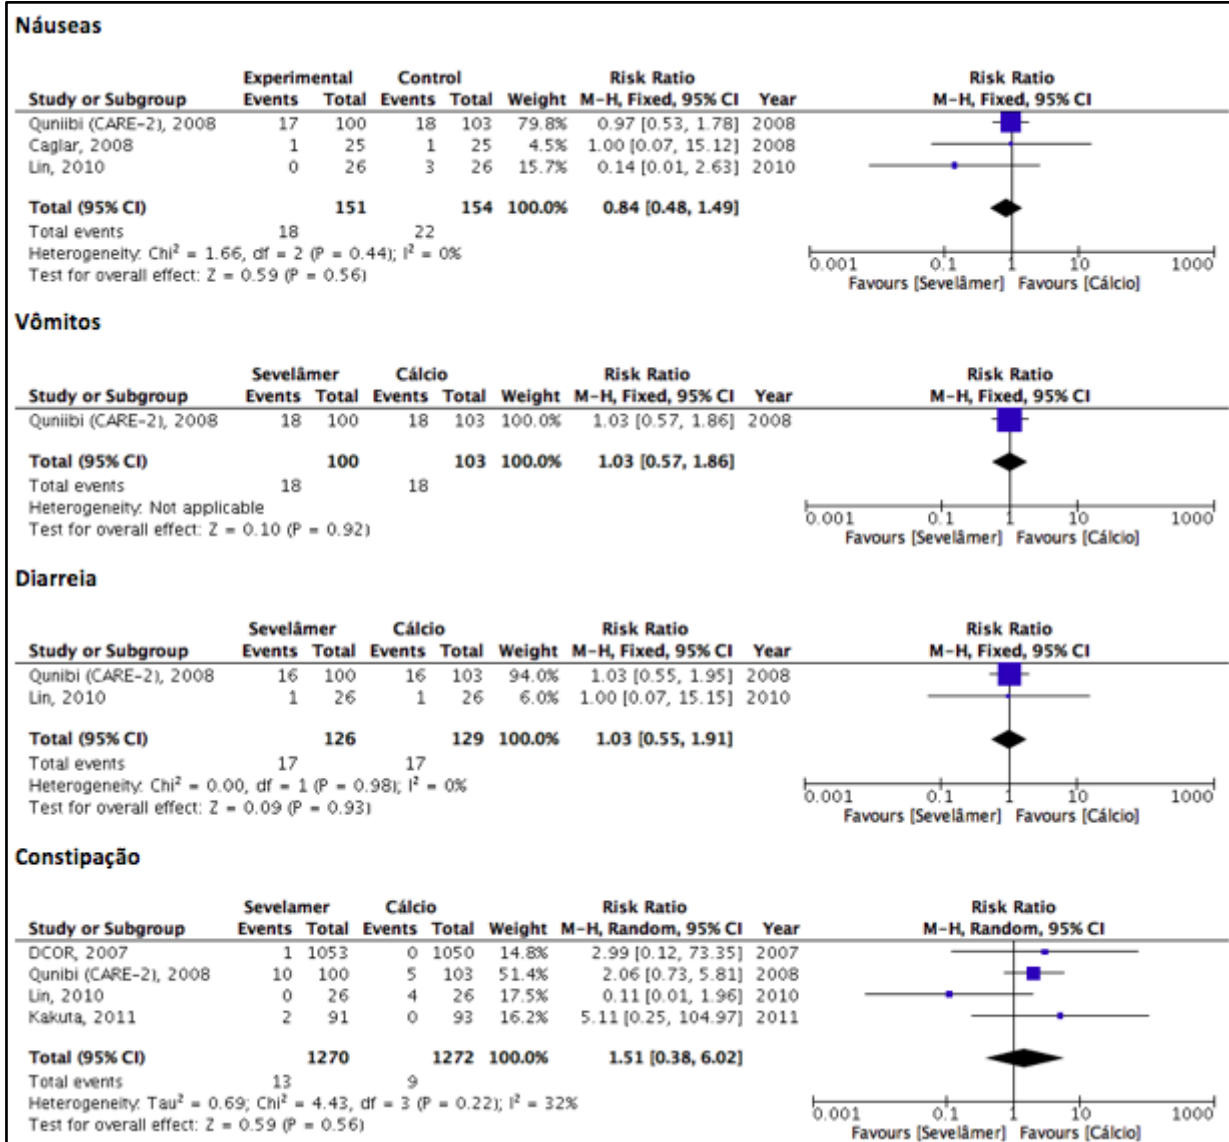 Náuseas
Experimental Control Risk Ratio Risk Ratio
Study or Subgroup Events Total Events Total Weight M-H, Fixed, 95% CI Year M-H, Fixed, 95% CI
Quniibi (CARE-2), 2008 17 100 18 103 79.8% 0.97 [0.53, 1.78] 2008
Caglar, 2008 1 25 1 25 4.5% 1.00 [0.07, 15.12] 2008
Lin, 2010 0 26 3 26 15.7% 0.14 [0.01, 2.63] 2010
Total (95% CI) 151 154 100.0% 0.84 [0.48, 1.49]
Total events 18 22
Heterogeneity: Chi² = 1.66, df = 2 (P = 0.44); I² = 0%
Test for overall effect: Z = 0.59 (P = 0.56)
0.001 0.1 1 10 1000
Favours [Sevelâmer] Favours [Cálcio]
Vômitos
Sevelâmer Cálcio Risk Ratio Risk Ratio
Study or Subgroup Events Total Events Total Weight M-H, Fixed, 95% CI Year M-H, Fixed, 95% CI
Quniibi (CARE-2), 2008 18 100 18 103 100.0% 1.03 [0.57, 1.86] 2008
Total (95% CI) 100 103 100.0% 1.03 [0.57, 1.86]
Total events 18 18
Heterogeneity: Not applicable
Test for overall effect: Z = 0.10 (P = 0.92)
0.001 0.1 1 10 1000
Favours [Sevelâmer] Favours [Cálcio]
Diarreia
Sevelâmer Cálcio Risk Ratio Risk Ratio
Study or Subgroup Events Total Events Total Weight M-H, Fixed, 95% CI Year M-H, Fixed, 95% CI
Qunibi (CARE-2), 2008 16 100 16 103 94.0% 1.03 [0.55, 1.95] 2008
Lin, 2010 1 26 1 26 6.0% 1.00 [0.07, 15.15] 2010
Total (95% CI) 126 129 100.0% 1.03 [0.55, 1.91]
Total events 17 17
Heterogeneity: Chi² = 0.00, df = 1 (P = 0.98); I² = 0%
Test for overall effect: Z = 0.09 (P = 0.93)
0.001 0.1 1 10 1000
Favours [Sevelâmer] Favours [Cálcio]
Constipação
Sevelamer Cálcio Risk Ratio Risk Ratio
Study or Subgroup Events Total Events Total Weight M-H, Random, 95% CI Year M-H, Random, 95% CI
DCOR, 2007 1 1053 0 1050 14.8% 2.99 [0.12, 73.35] 2007
Qunibi (CARE-2), 2008 10 100 5 103 51.4% 2.06 [0.73, 5.81] 2008
Lin, 2010 0 26 4 26 17.5% 0.11 [0.01, 1.96] 2010
Kakuta, 2011 2 91 0 93 16.2% 5.11 [0.25, 104.97] 2011
Total (95% CI) 1270 1272 100.0% 1.51 [0.38, 6.02]
Total events 13 9
Heterogeneity: Tau² = 0.69; Chi² = 4.43, df = 3 (P = 0.22); I² = 32%
Test for overall effect: Z = 0.59 (P = 0.56)
0.001 0.1 1 10 1000
Favours [Sevelâmer] Favours [Cálcio]